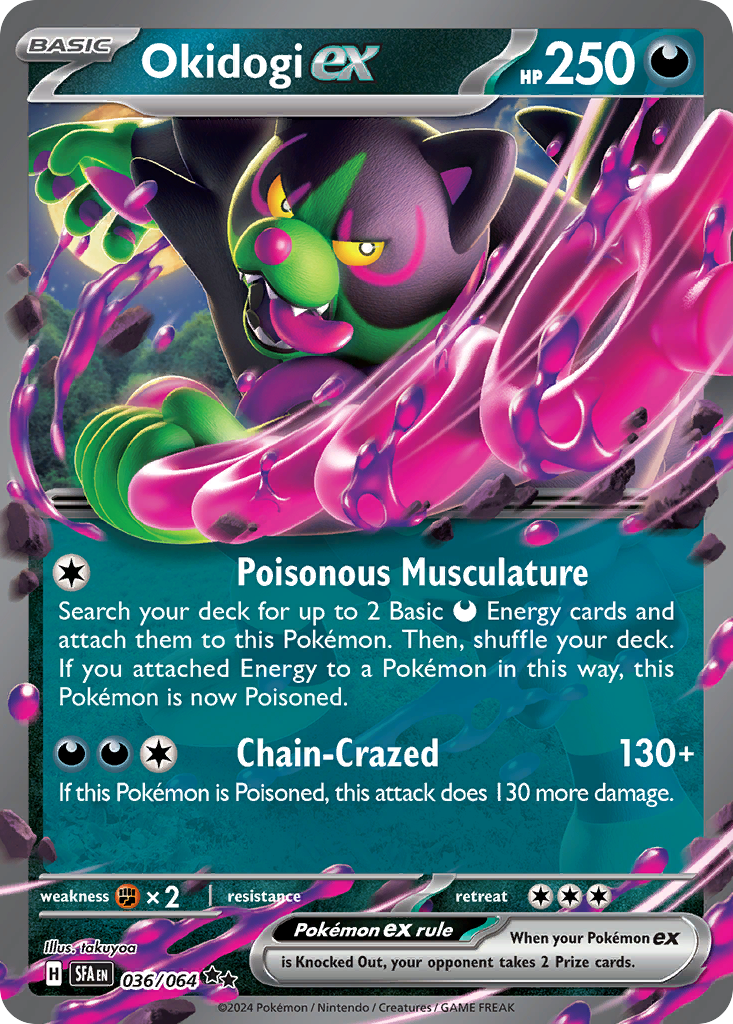 BASIC
Okidogi ex
HP 250
Poisonous Musculature
Search your deck for up to 2 Basic Energy cards and
attach them to this Pokémon. Then, shuffle your deck.
If you attached Energy to a Pokémon in this way, this
Pokémon is now Poisoned.
Chain-Crazed 130+
If this Pokémon is Poisoned, this attack does 130 more damage.
weakness ×2 resistance retreat
Pokémon ex rule When your Pokémon ex
is Knocked Out, your opponent takes 2 Prize cards.
Illus. takuyoa
H SFA EN 036/064
©2024 Pokémon / Nintendo / Creatures / GAME FREAK